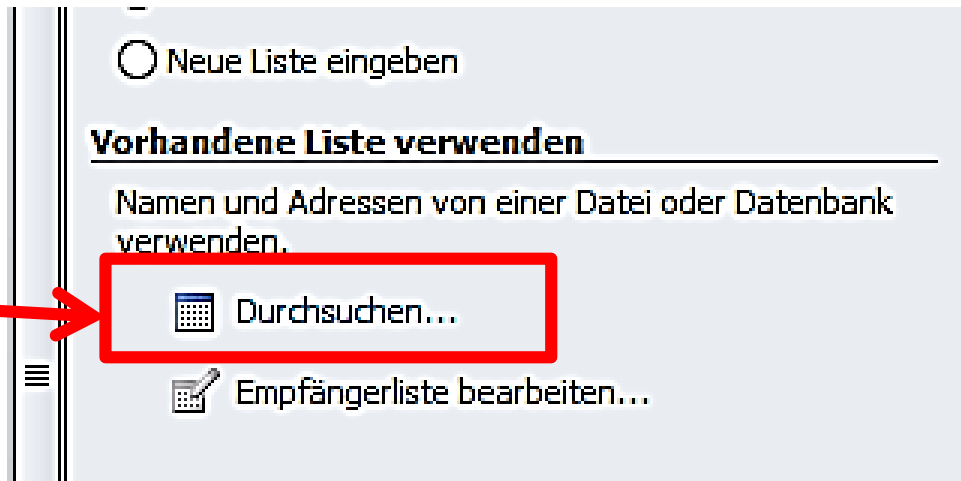 Neue Liste eingeben
Vorhandene Liste verwenden
Namen und Adressen von einer Datei oder Datenbank
verwenden.
Durchsuchen...
Empfängerliste bearbeiten...